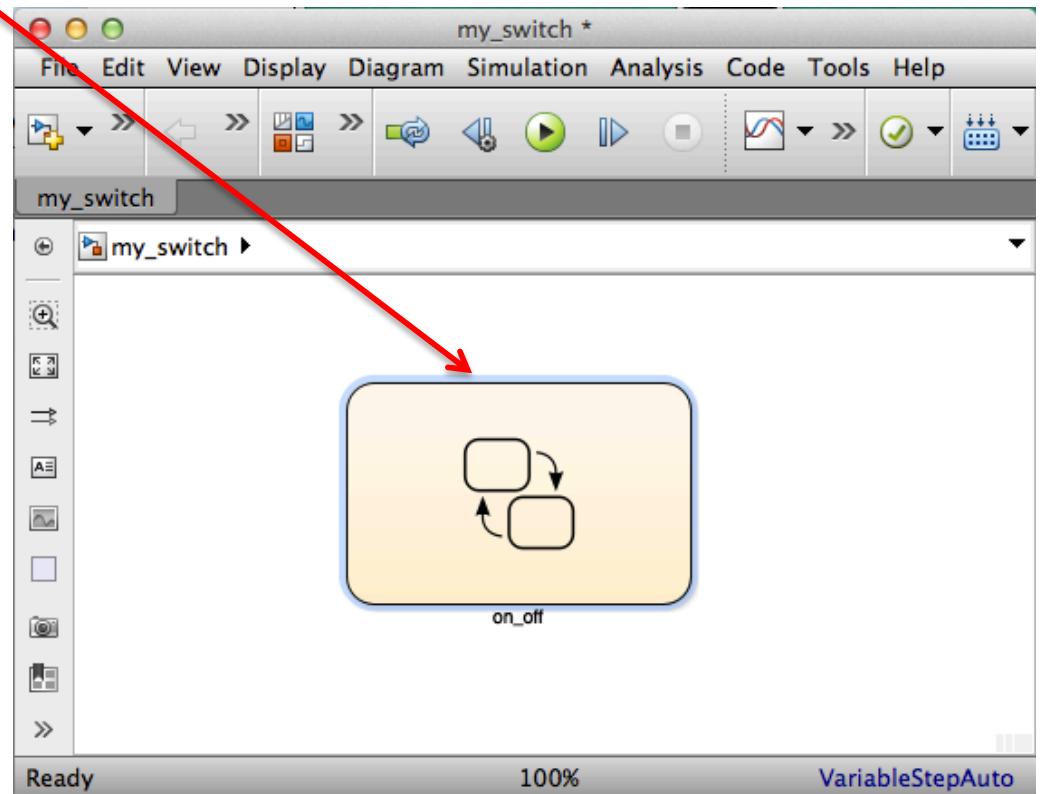 my_switch *
File Edit View Display Diagram Simulation Analysis Code Tools Help
my_switch
my_switch
on_off
Ready 100% VariableStepAuto